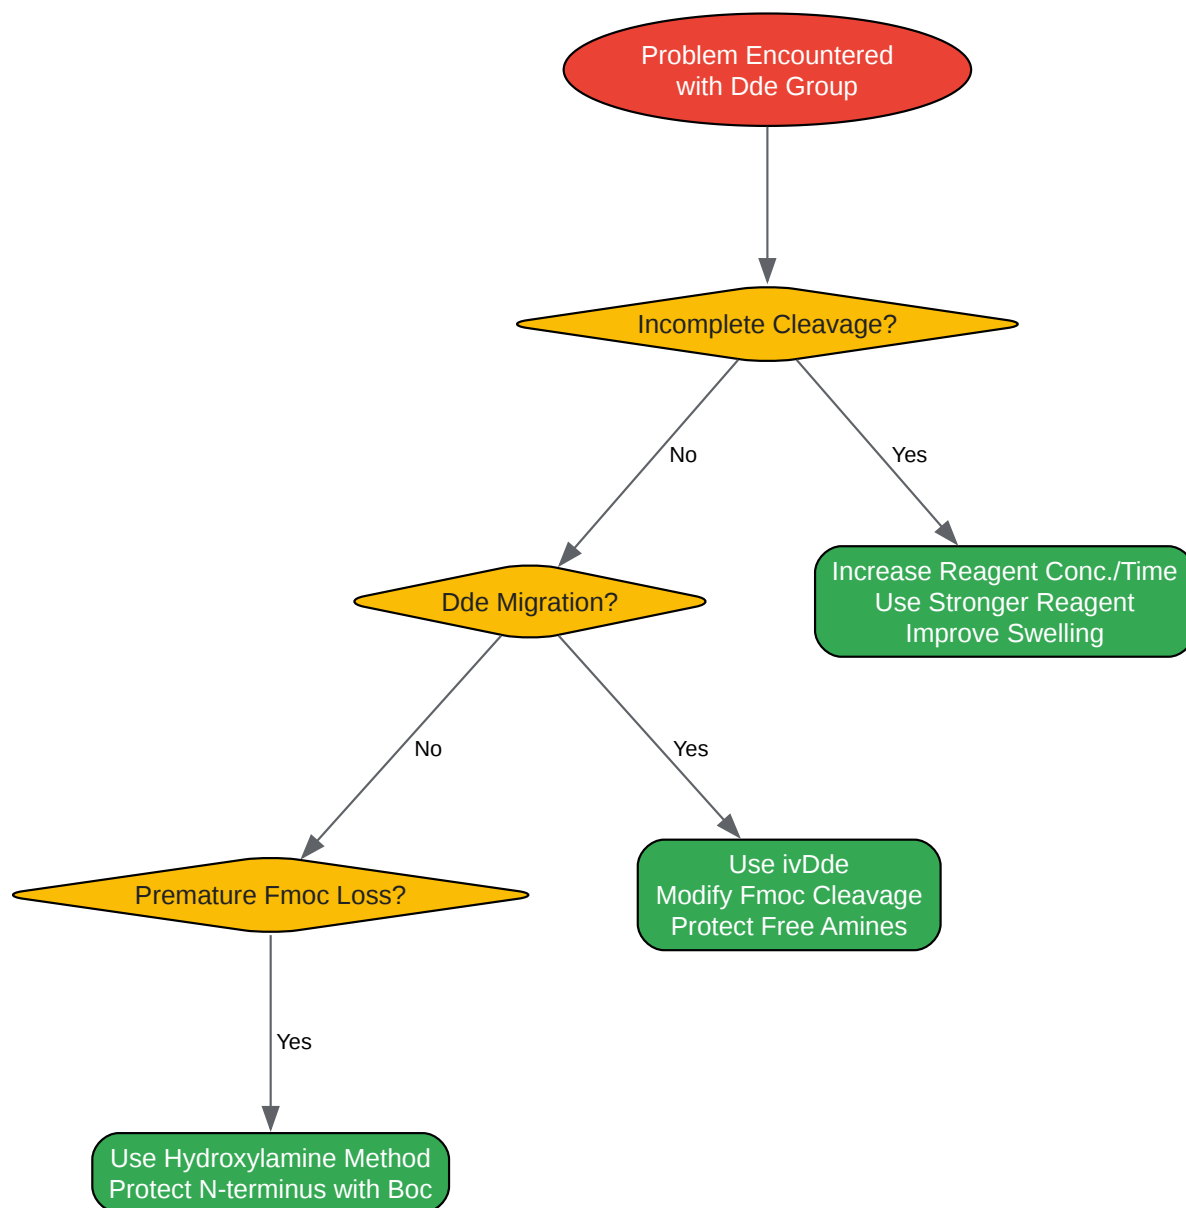 Problem Encountered
with Dde Group
Incomplete Cleavage?
No
Yes
Increase Reagent Conc./Time
Use Stronger Reagent
Improve Swelling
Dde Migration?
No
Yes
Use ivDde
Modify Fmoc Cleavage
Protect Free Amines
Premature Fmoc Loss?
Yes
Use Hydroxylamine Method
Protect N-terminus with Boc